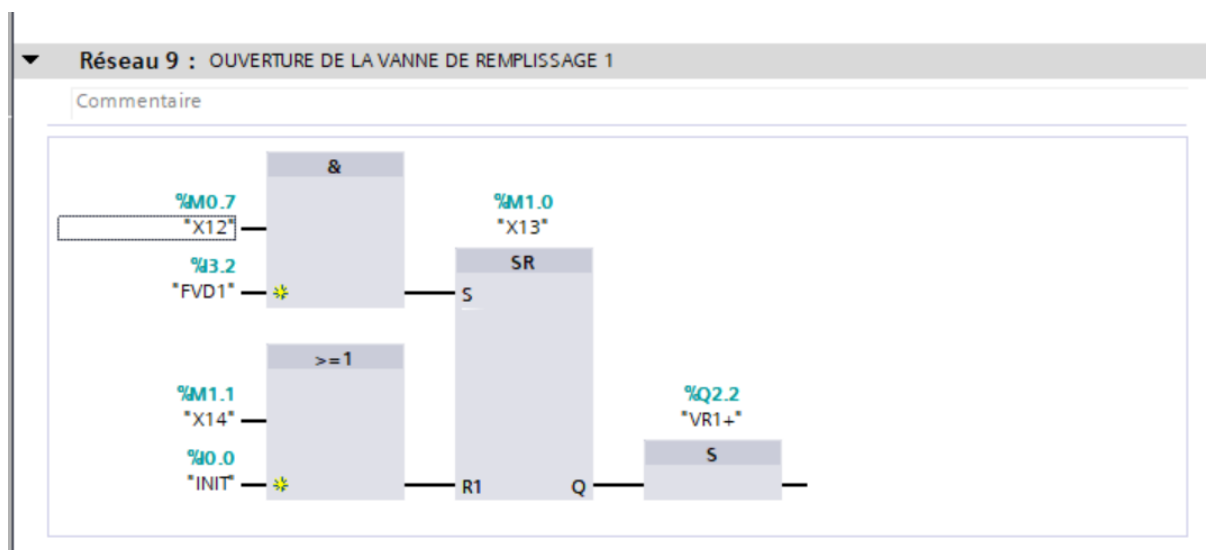 Réseau 9 : OUVERTURE DE LA VANNE DE REMPLISSAGE 1
Commentaire
&
%M0.7
"X12"
%I3.2
"FVD1"
%M1.0
"X13"
SR
S
>=1
%M1.1
"X14"
%I0.0
"INIT"
R1 Q
%Q2.2
"VR1+"
S